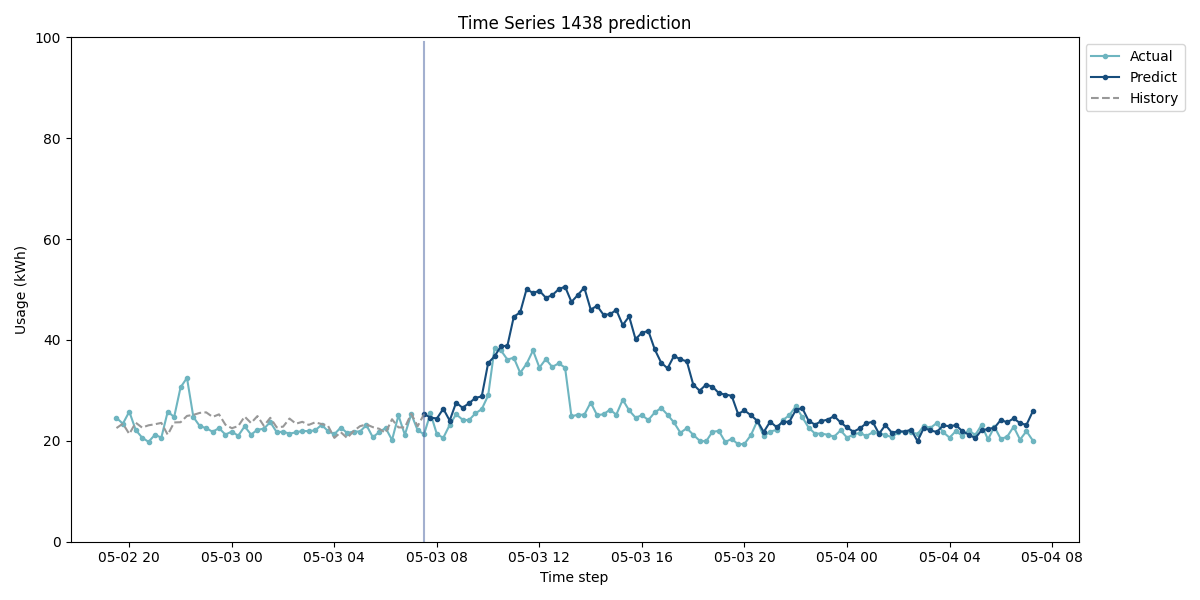 Time Series 1438 prediction
100
80
60
40
20
0
Usage (kWh)
05-02 20
05-03 00
05-03 04
05-03 08
05-03 12
05-03 16
05-03 20
05-04 00
05-04 04
05-04 08
Time step
Actual
Predict
History